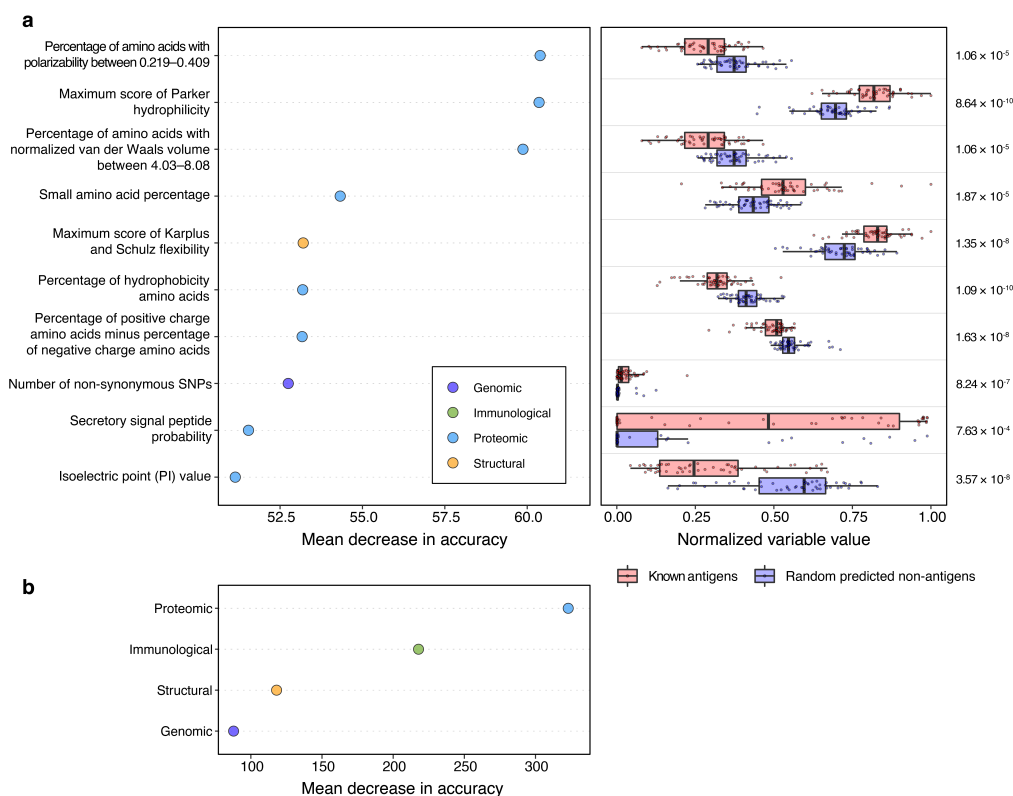 a
Percentage of amino acids with
polarizability between 0.219–0.409
Maximum score of Parker
hydrophilicity
Percentage of amino acids with
normalized van der Waals volume
between 4.03–8.08
Small amino acid percentage
Maximum score of Karplus
and Schulz flexibility
Percentage of hydrophobicity
amino acids
Percentage of positive charge
amino acids minus percentage
of negative charge amino acids
Number of non-synonymous SNPs
Secretory signal peptide
probability
Isoelectric point (PI) value
Genomic
Immunological
Proteomic
Structural
52.5 55.0 57.5 60.0
Mean decrease in accuracy
1.06 × 10⁻⁵
8.64 × 10⁻¹⁰
1.06 × 10⁻⁵
1.87 × 10⁻⁵
1.35 × 10⁻⁸
1.09 × 10⁻¹⁰
1.63 × 10⁻⁸
8.24 × 10⁻⁷
7.63 × 10⁻⁴
3.57 × 10⁻⁸
0.00 0.25 0.50 0.75 1.00
Normalized variable value
Known antigens Random predicted non-antigens
b
Proteomic
Immunological
Structural
Genomic
100 150 200 250 300
Mean decrease in accuracy